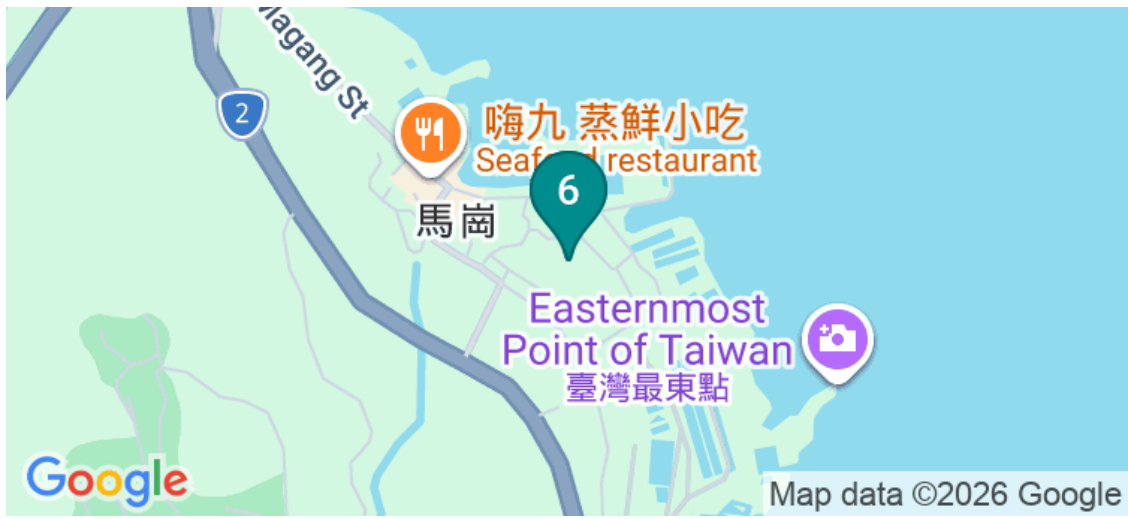 Magang St
2
嗨九 蒸鮮小吃
Seafood restaurant
6
馬崗
Easternmost
Point of Taiwan
臺灣最東點
Google
Map data ©2026 Google